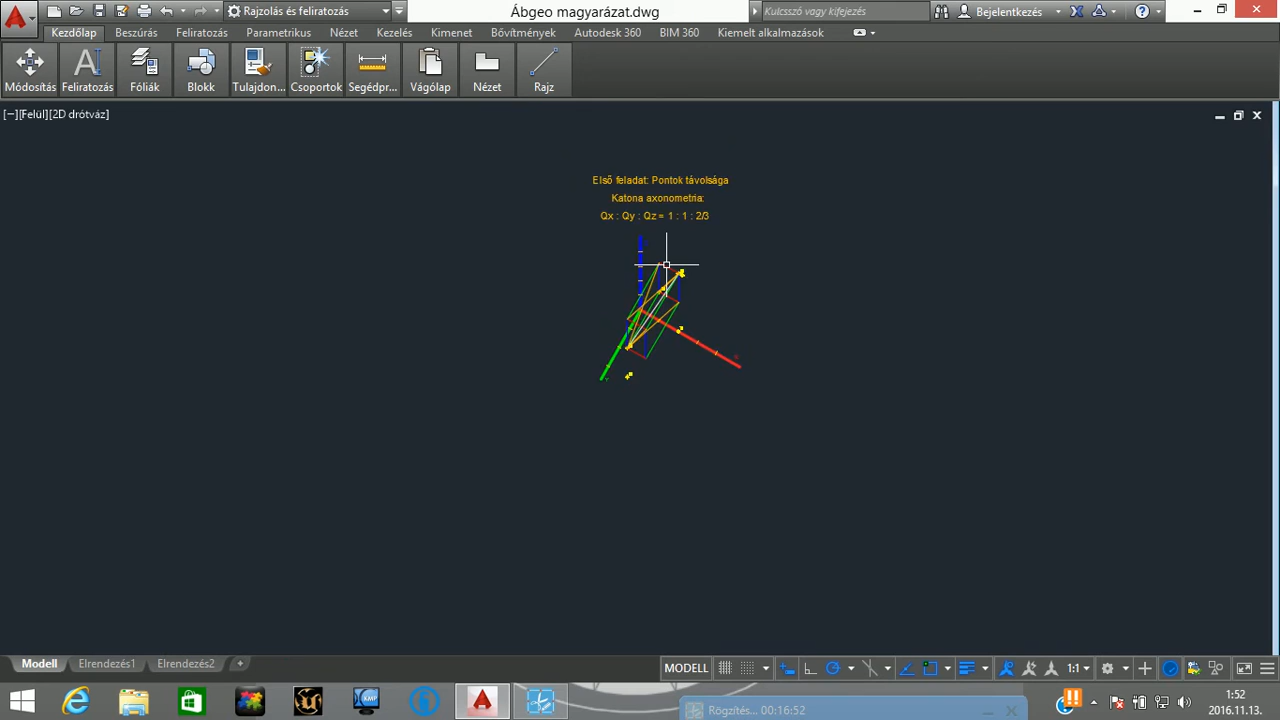 Rajzolás és feliratozás
Ábgeo magyarázat.dwg
Kulcsszó vagy kifejezés
Bejelentkezés
Kezdőlap
Beszúrás
Feliratozás
Parametrikus
Nézet
Kezelés
Kimenet
Bővítmények
Autodesk 360
BIM 360
Kiemelt alkalmazások
Módosítás
Feliratozás
Fóliák
Blokk
Tulajdon...
Csoportok
Segédpr...
Vágólap
Nézet
Rajz
[−][Felül][2D drótváz]
Első feladat: Pontok távolsága
Katona axonometria:
Qx : Qy : Qz = 1 : 1 : 2/3
Modell
Elrendezés1
Elrendezés2
MODELL
1:1
Rögzítés... 00:16:52
1:52
2016.11.13.